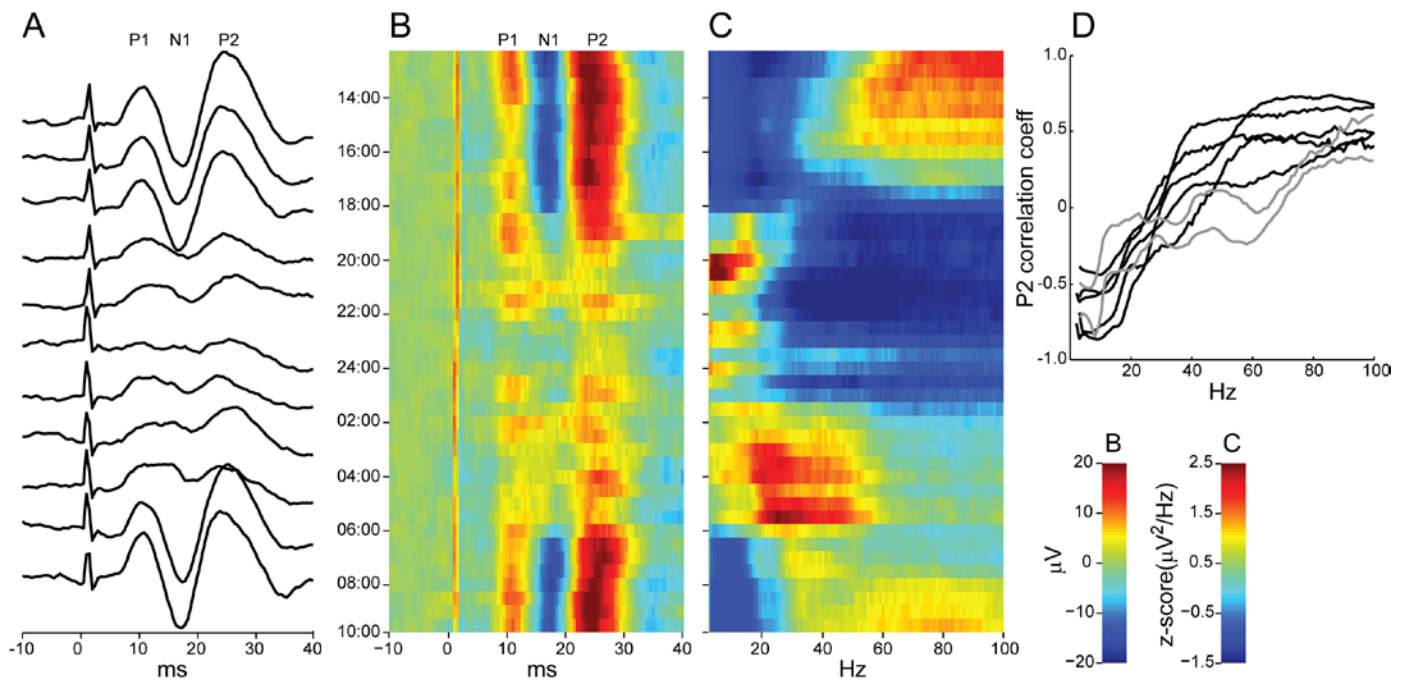 A
P1 N1 P2
-10 0 10 20 30 40
ms
B
P1 N1 P2
14:00
16:00
18:00
20:00
22:00
24:00
02:00
04:00
06:00
08:00
10:00
-10 0 10 20 30 40
ms
C
20 40 60 80 100
Hz
D
P2 correlation coeff
1.0
0.5
0
-0.5
-1.0
20 40 60 80 100
Hz
B
μV
20
10
0
-10
-20
C
z-score(μV²/Hz)
2.5
1.5
0.5
-0.5
-1.5